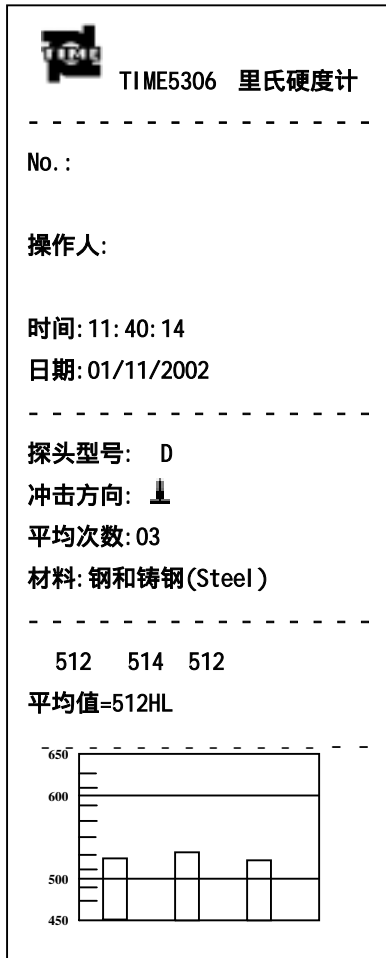 TIME
TIME5306 里氏硬度计
- - - - - - - - - - - - - - -
No.:
操作人:
时间:11:40:14
日期:01/11/2002
- - - - - - - - - - - - - - -
探头型号: D
冲击方向:
平均次数:03
材料:钢和铸钢(Steel)
- - - - - - - - - - - - - - -
512 514 512
平均值=512HL
- - - - - - - - - - - - - - -
650
600
500
450